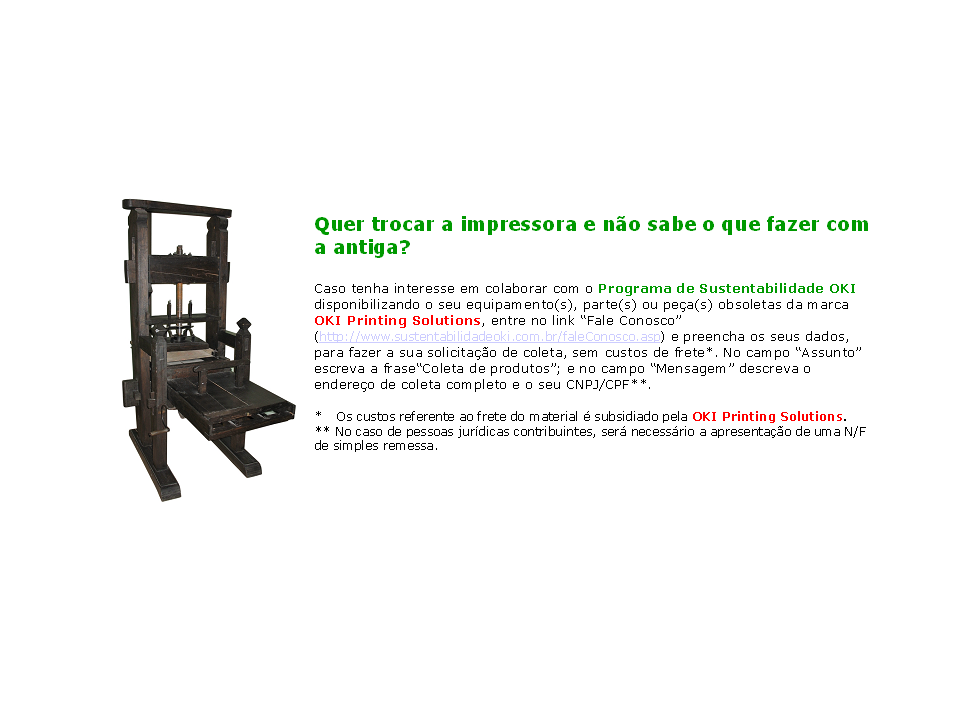 Quer trocar a impressora e não sabe o que fazer com
a antiga?
Caso tenha interesse em colaborar com o Programa de Sustentabilidade OKI
disponibilizando o seu equipamento(s), parte(s) ou peça(s) obsoletas da marca
OKI Printing Solutions, entre no link “Fale Conosco”
(http://www.sustentabilidadeoki.com.br/faleConosco.asp) e preencha os seus dados,
para fazer a sua solicitação de coleta, sem custos de frete*. No campo “Assunto”
escreva a frase“Coleta de produtos”; e no campo “Mensagem” descreva o
endereço de coleta completo e o seu CNPJ/CPF**.
* Os custos referente ao frete do material é subsidiado pela OKI Printing Solutions.
** No caso de pessoas jurídicas contribuintes, será necessário a apresentação de uma N/F
de simples remessa.